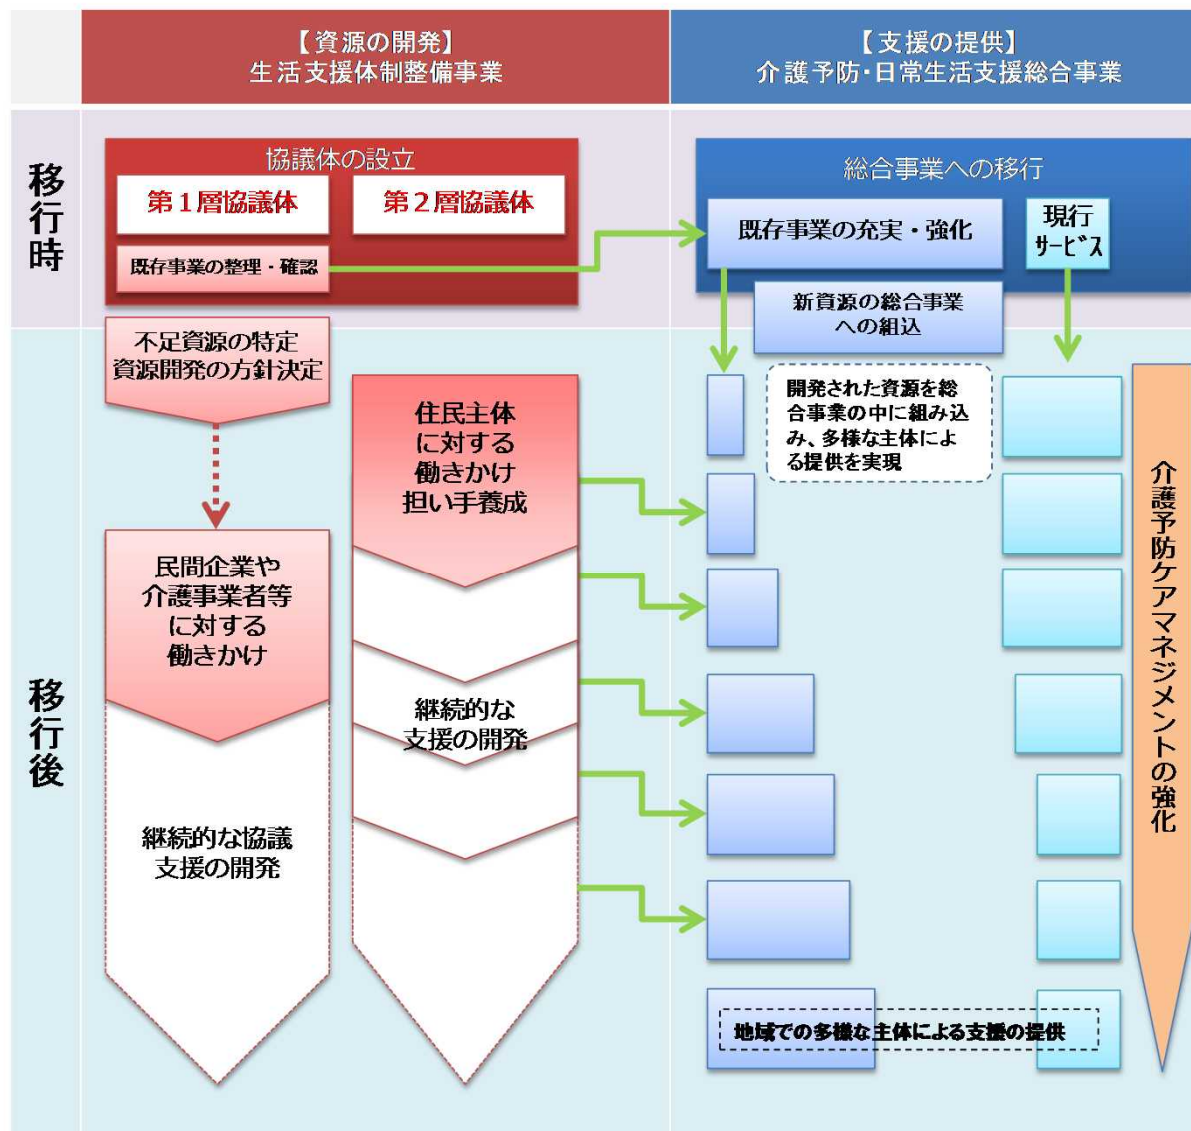 【資源の開発】
生活支援体制整備事業
【支援の提供】
介護予防・日常生活支援総合事業
移行時
協議体の設立
第１層協議体
第２層協議体
既存事業の整理・確認
総合事業への移行
既存事業の充実・強化
現行
ｻｰﾋﾞｽ
新資源の総合事業
への組込
移行後
不足資源の特定
資源開発の方針決定
民間企業や
介護事業者等
に対する
働きかけ
継続的な協議
支援の開発
住民主体
に対する
働きかけ
担い手養成
継続的な
支援の開発
開発された資源を総
合事業の中に組み込
み、多様な主体によ
る提供を実現
地域での多様な主体による支援の提供
介護予防ケアマネジメントの強化